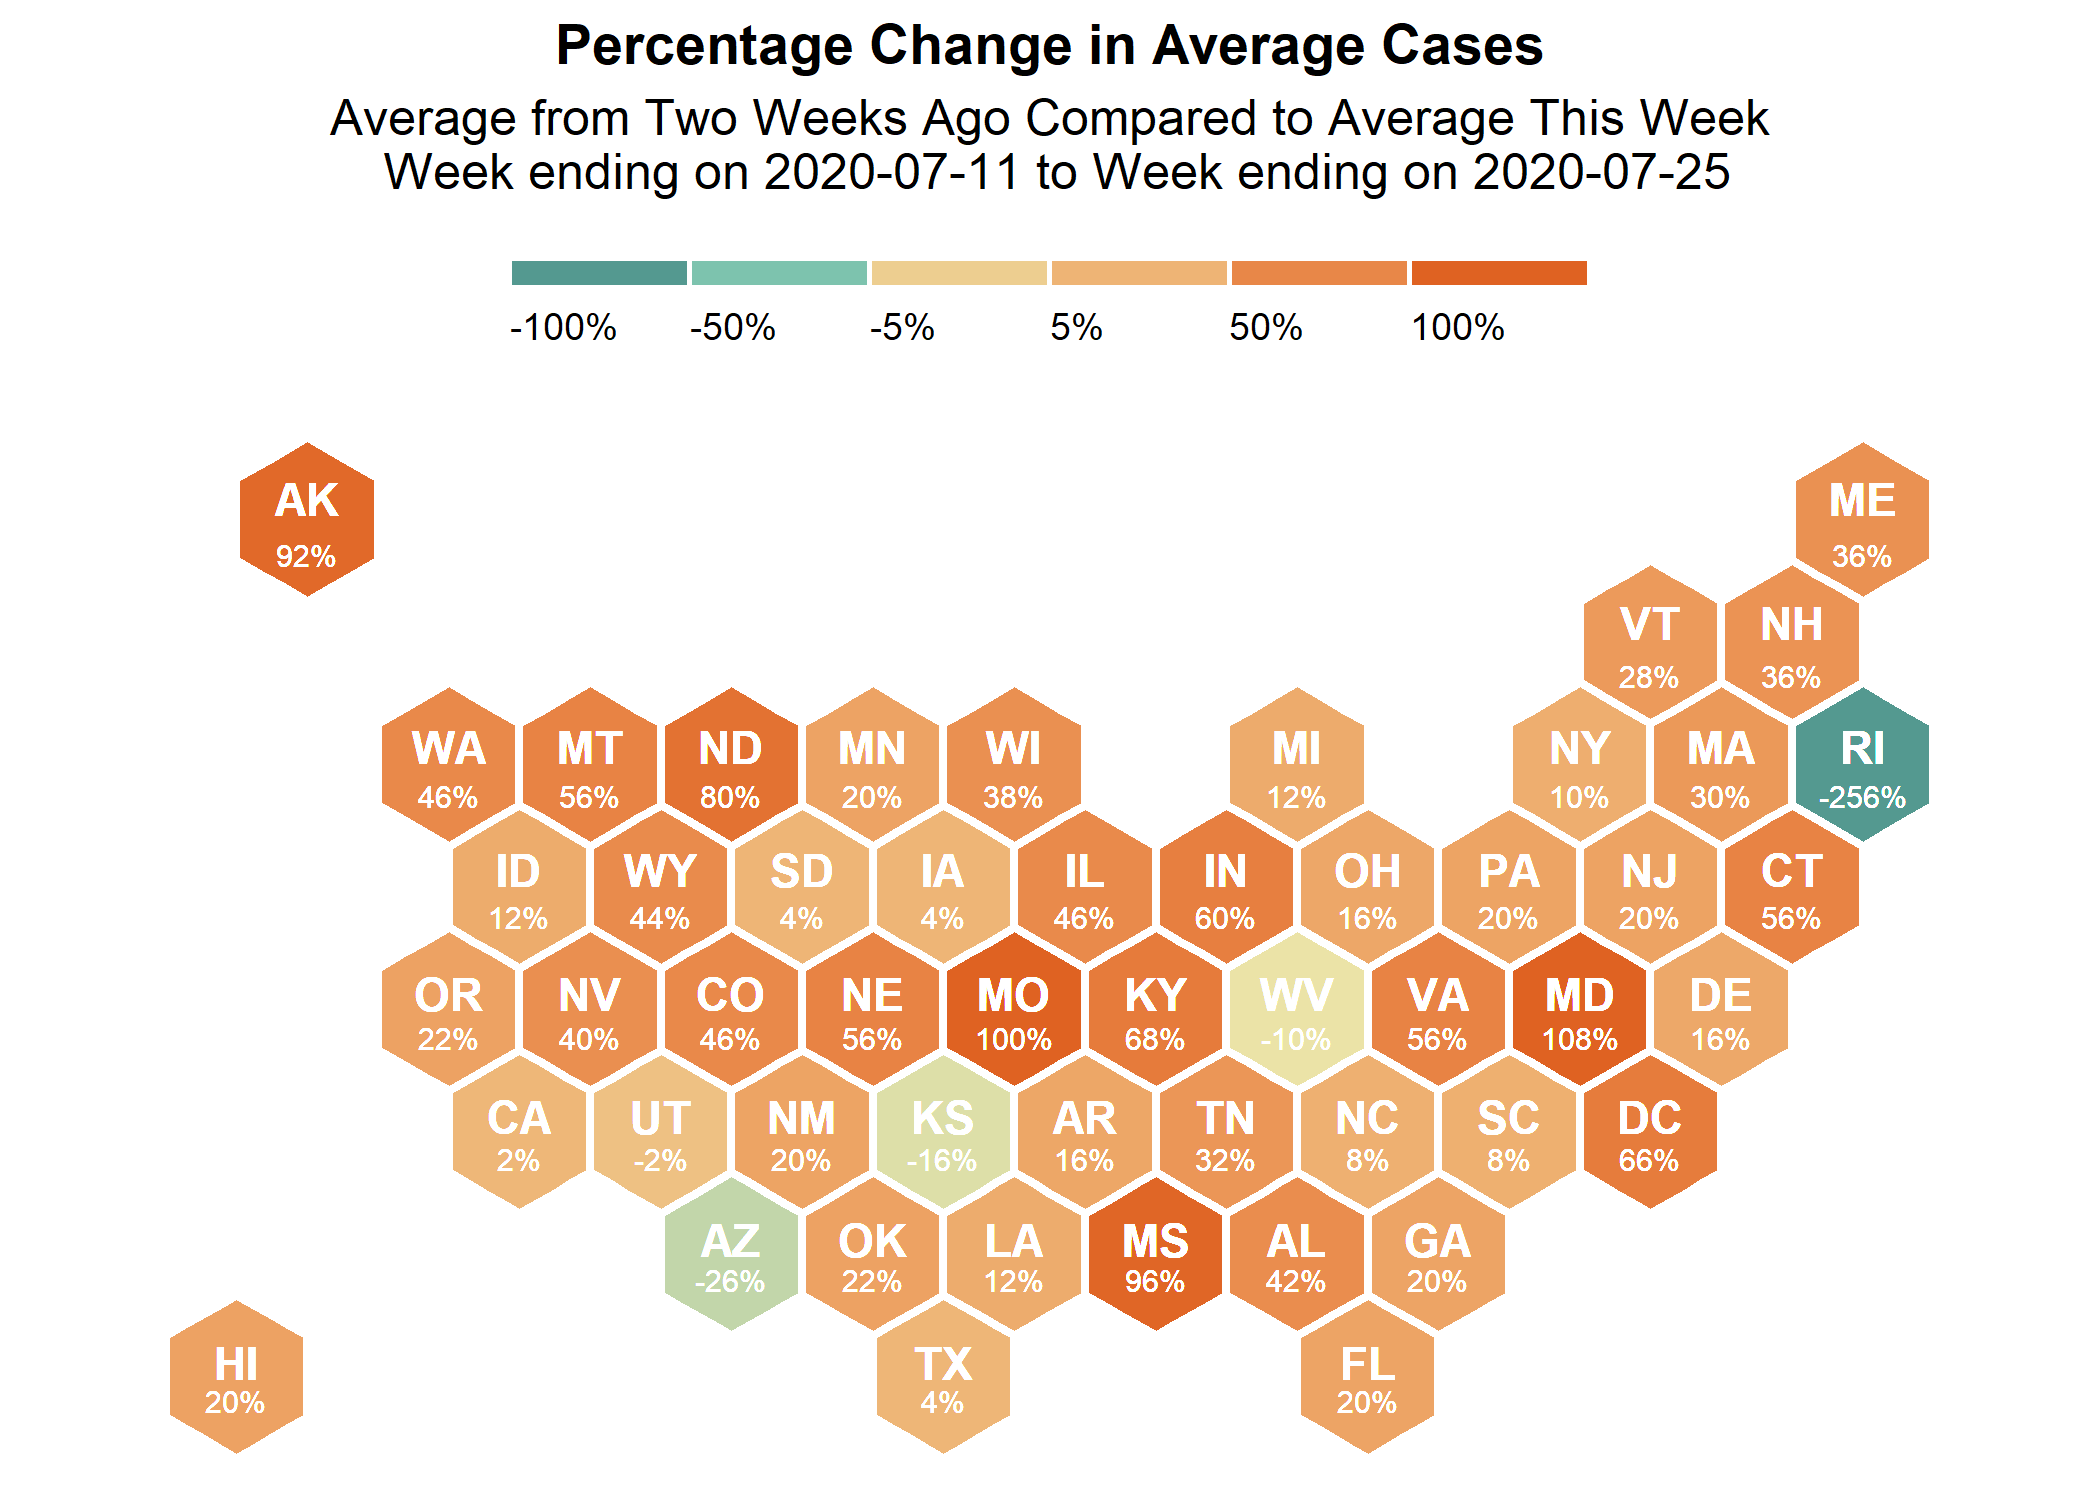 Percentage Change in Average Cases
Average from Two Weeks Ago Compared to Average This Week
Week ending on 2020-07-11 to Week ending on 2020-07-25
-100% -50% -5% 5% 50% 100%
AK ME
92% 36%
VT NH
28% 36%
WA MT ND MN WI MI NY MA RI
46% 56% 80% 20% 38% 12% 10% 30% -256%
ID WY SD IA IL IN OH PA NJ CT
12% 44% 4% 4% 46% 60% 16% 20% 20% 56%
OR NV CO NE MO KY WV VA MD DE
22% 40% 46% 56% 100% 68% -10% 56% 108% 16%
CA UT NM KS AR TN NC SC DC
2% -2% 20% -16% 16% 32% 8% 8% 66%
AZ OK LA MS AL GA
-26% 22% 12% 96% 42% 20%
HI TX FL
20% 4% 20%